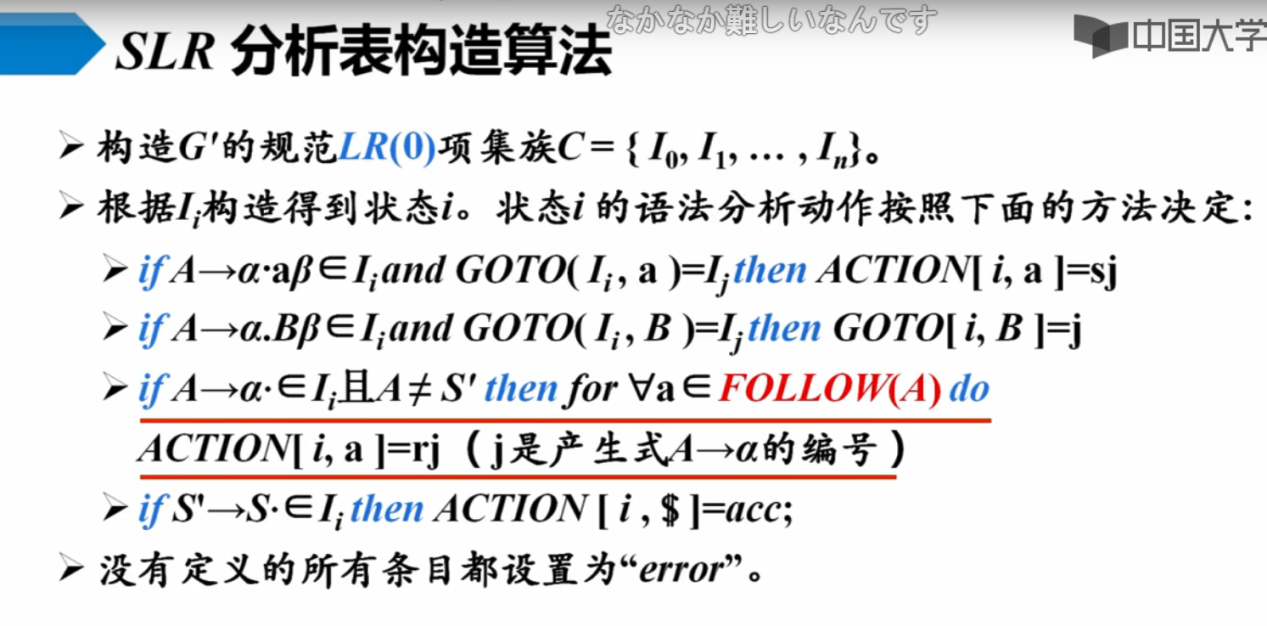 なかなか難しいなんです
中国大学
SLR 分析表构造算法
➢ 构造G'的规范LR(0)项集族C = { I₀, I₁, … , Iₙ}。
➢ 根据Iᵢ构造得到状态i。状态i 的语法分析动作按照下面的方法决定:
➢ if A→α·aβ∈Iᵢ and GOTO( Iᵢ , a )=Iⱼ then ACTION[ i, a ]=sj
➢ if A→α.Bβ∈Iᵢ and GOTO( Iᵢ , B )=Iⱼ then GOTO[ i, B ]=j
➢ if A→α·∈Iᵢ且A≠ S' then for ∀a∈FOLLOW(A) do
ACTION[ i, a ]=rj（j是产生式A→α的编号）
➢ if S'→S·∈Iᵢ then ACTION [ i , $ ]=acc;
➢ 没有定义的所有条目都设置为“error”。